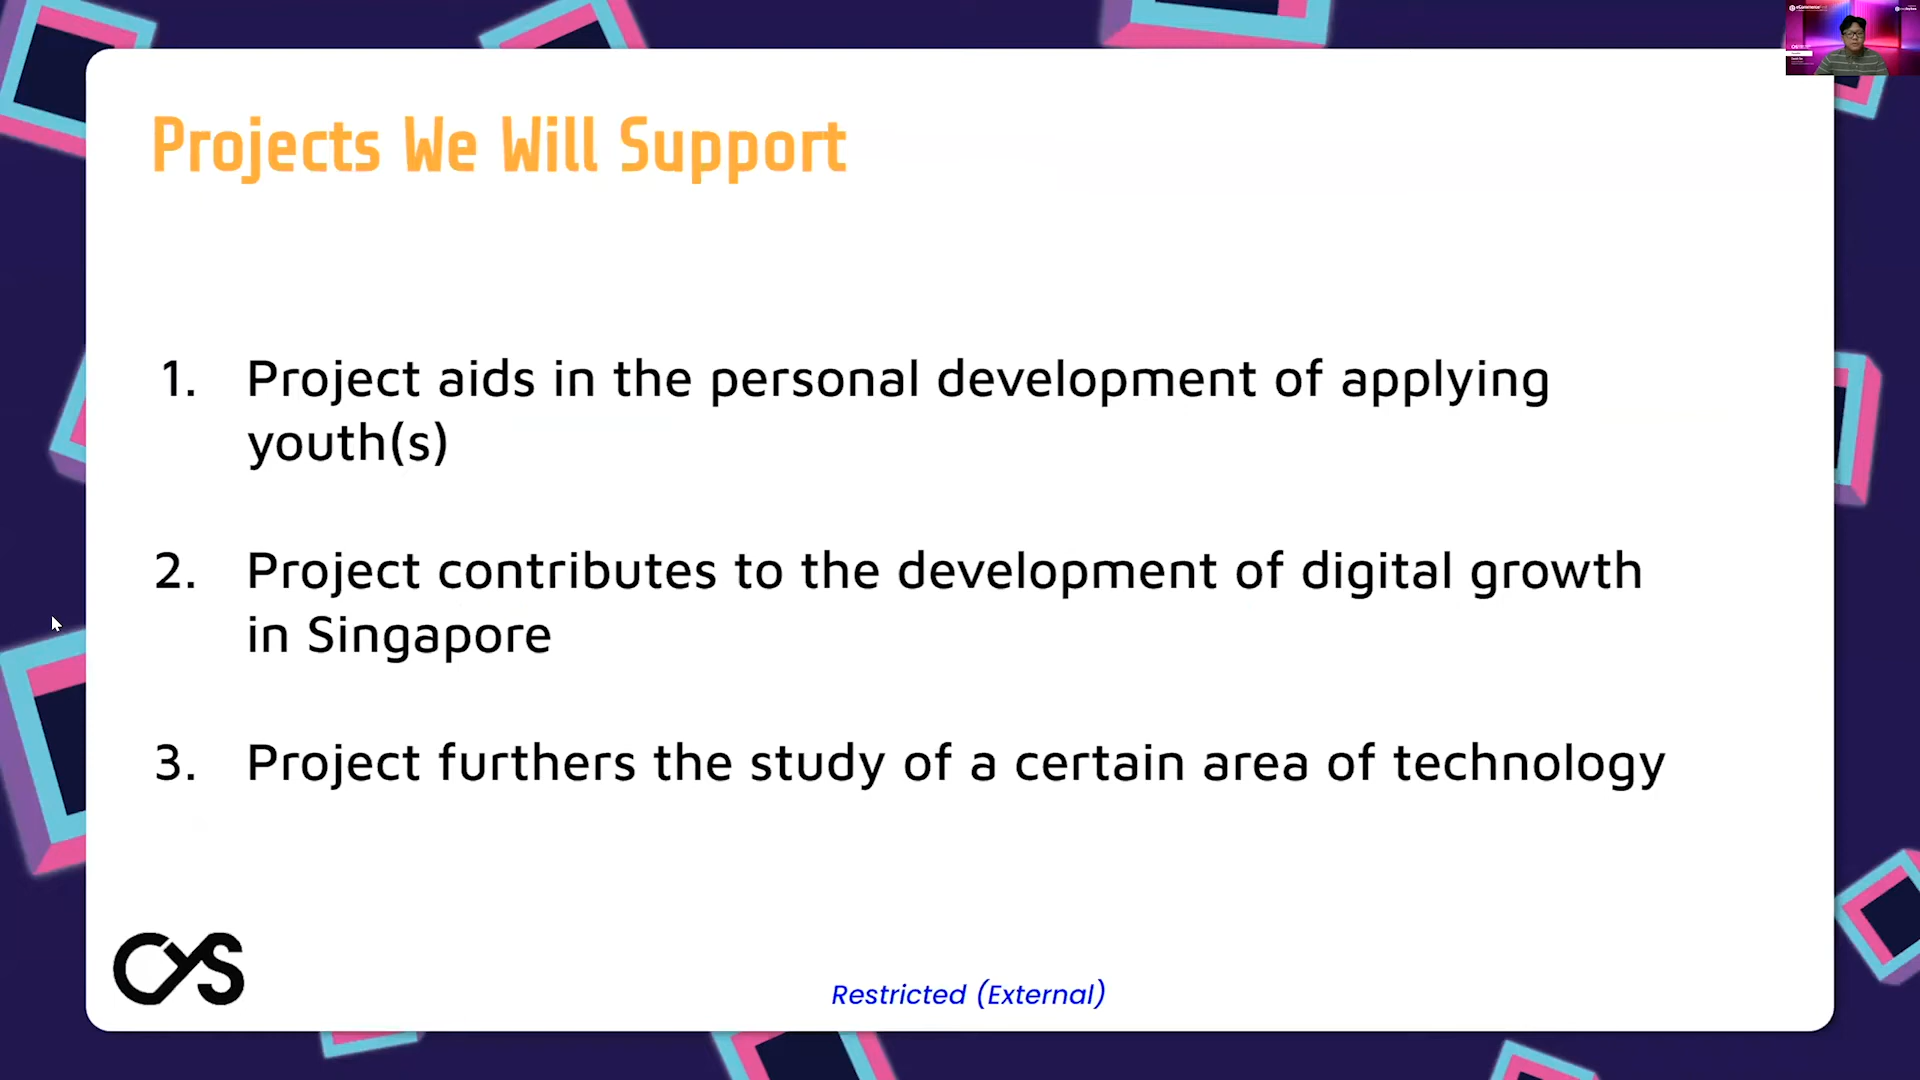 Projects We Will Support
1. Project aids in the personal development of applying
youth(s)
2. Project contributes to the development of digital growth
in Singapore
3. Project furthers the study of a certain area of technology
CYS
Restricted (External)